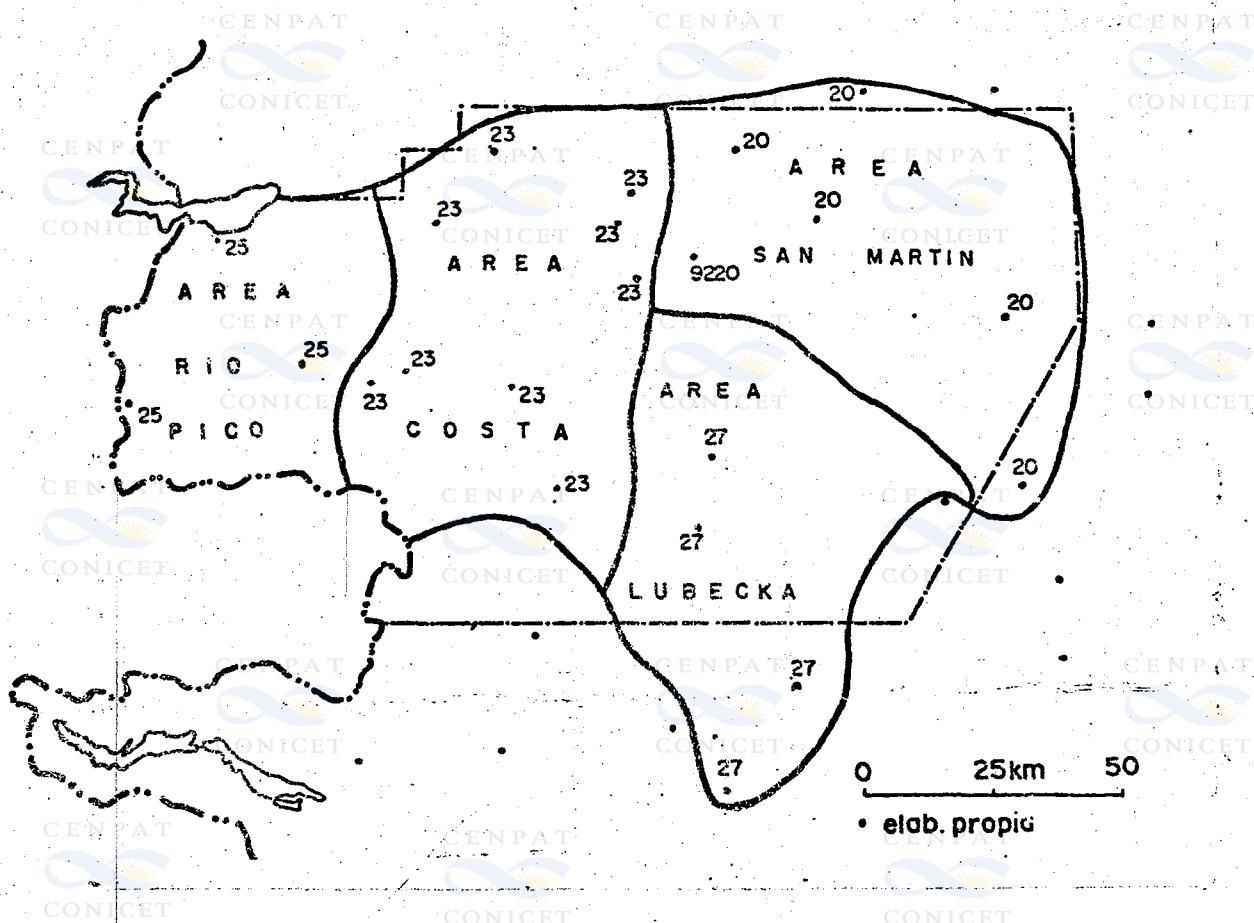 20
23
20
AREA
23
20
23
23
25
AREA
SAN MARTIN
9220
AREA
23
20
RIO
25
23
AREA
23
23
25
PICO
COSTA
27
20
23
27
LUBECKA
27
27
0 25km 50
• elab. propia
CENPAT
CONICET